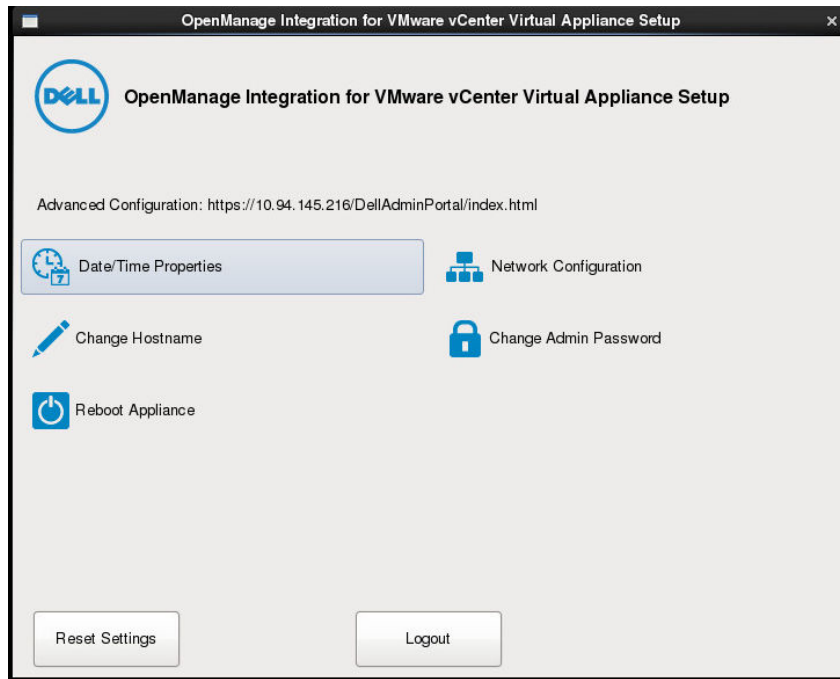 OpenManage Integration for VMware vCenter Virtual Appliance Setup
DELL
OpenManage Integration for VMware vCenter Virtual Appliance Setup
Advanced Configuration: https://10.94.145.216/DellAdminPortal/index.html
7
Date/Time Properties
Network Configuration
Change Hostname
Change Admin Password
Reboot Appliance
Reset Settings
Logout